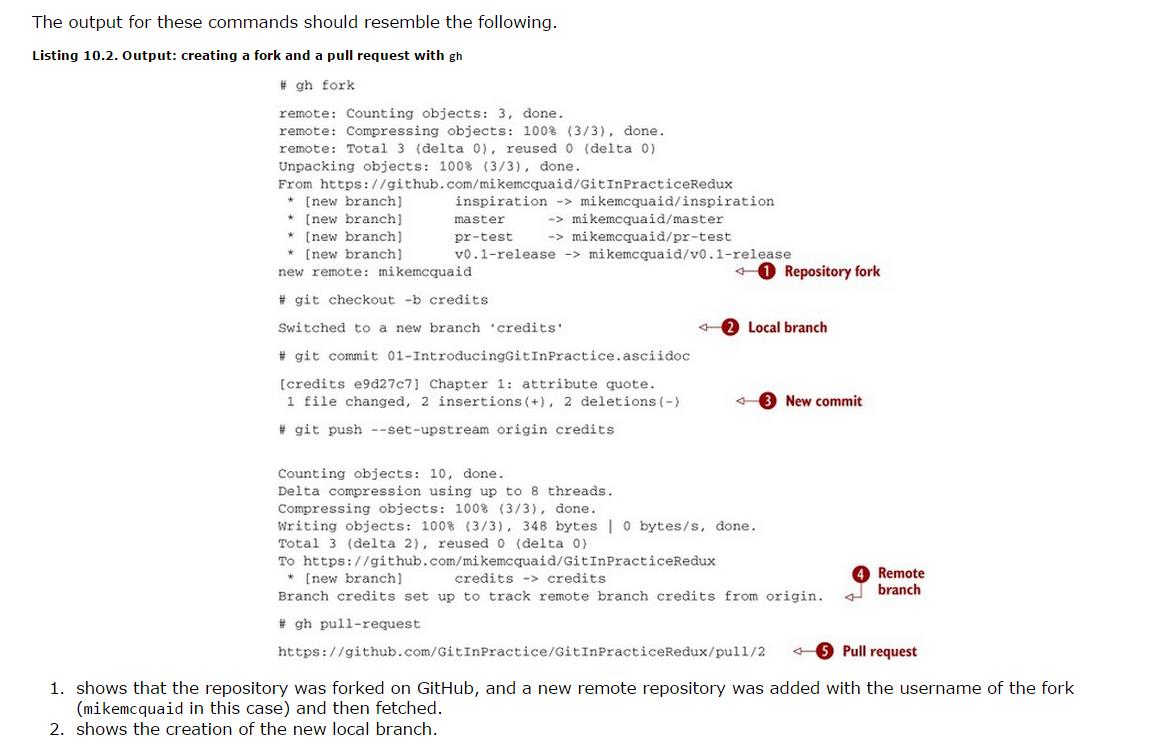 The output for these commands should resemble the following.
Listing 10.2. Output: creating a fork and a pull request with gh
# gh fork
remote: Counting objects: 3, done.
remote: Compressing objects: 100% (3/3), done.
remote: Total 3 (delta 0), reused 0 (delta 0)
Unpacking objects: 100% (3/3), done.
From https://github.com/mikemcquaid/GitInPracticeRedux
* [new branch] inspiration -> mikemcquaid/inspiration
* [new branch] master -> mikemcquaid/master
* [new branch] pr-test -> mikemcquaid/pr-test
* [new branch] v0.1-release -> mikemcquaid/v0.1-release
new remote: mikemcquaid 1 Repository fork
# git checkout -b credits
Switched to a new branch 'credits' 2 Local branch
# git commit 01-IntroducingGitInPractice.asciidoc
[credits e9d27c7] Chapter 1: attribute quote.
1 file changed, 2 insertions(+), 2 deletions(-) 3 New commit
# git push --set-upstream origin credits
Counting objects: 10, done.
Delta compression using up to 8 threads.
Compressing objects: 100% (3/3), done.
Writing objects: 100% (3/3), 348 bytes | 0 bytes/s, done.
Total 3 (delta 2), reused 0 (delta 0)
To https://github.com/mikemcquaid/GitInPracticeRedux
* [new branch] credits -> credits
Branch credits set up to track remote branch credits from origin.
4 Remote
branch
# gh pull-request
https://github.com/GitInPractice/GitInPracticeRedux/pull/2 5 Pull request
1. shows that the repository was forked on GitHub, and a new remote repository was added with the username of the fork
(mikemcquaid in this case) and then fetched.
2. shows the creation of the new local branch.